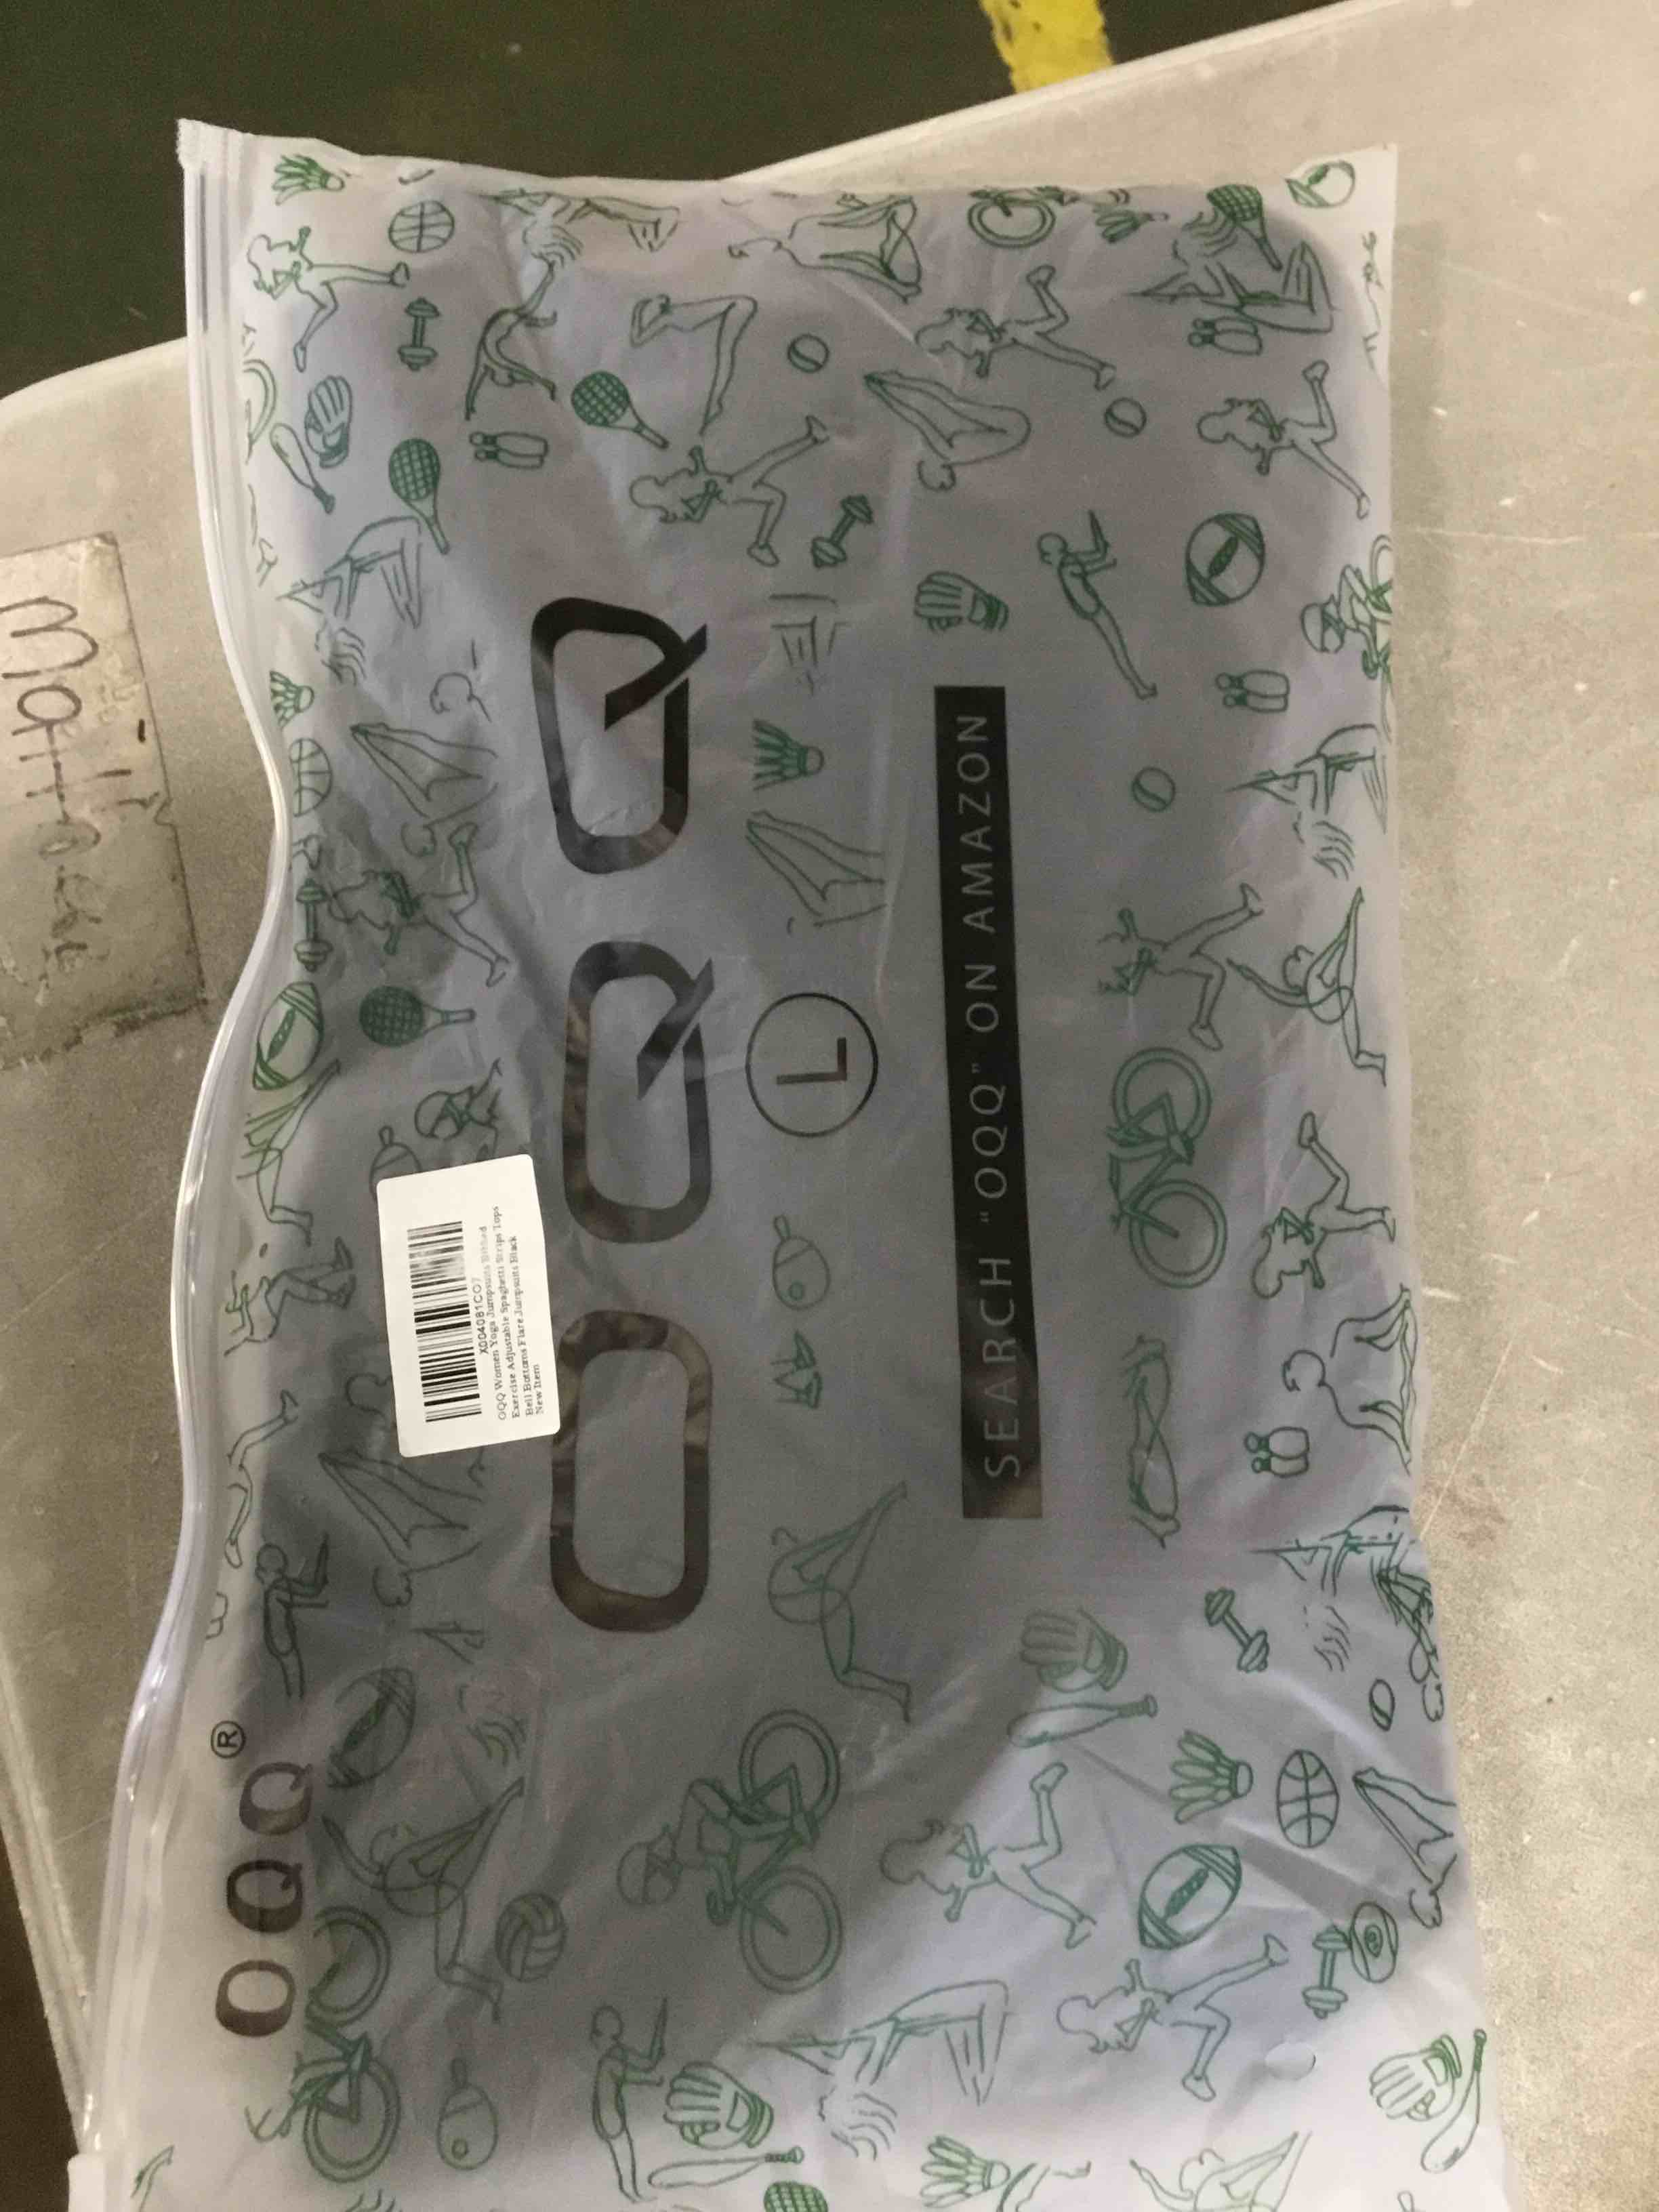 OQQ®
X004081CO7
OQQ Women Yoga Jumpsuits Ribbed
Exercise Adjustable Spaghetti Strips Tops
Bell Bottoms Flare Jumpsuits Black
New Item
OQQ
L
SEARCH "OQQ" ON AMAZON